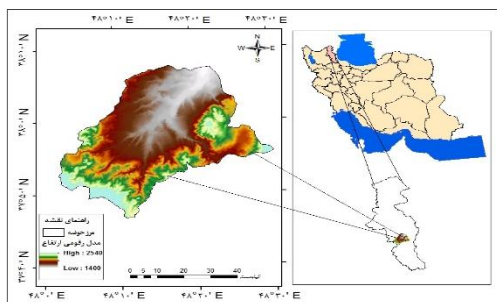 ۴۸°۱۰' E ۴۸°۲۰' E ۴۸°۳۰' E
N
W E
S
راهنمای نقشه
مرز حوضه
مدل رقومی ارتفاع
High : 2540
Low : 1400
0 5 10 20 30 40
کیلومتر
۴۸°۰' E ۴۸°۱۰' E ۴۸°۲۰' E ۴۸°۳۰' E